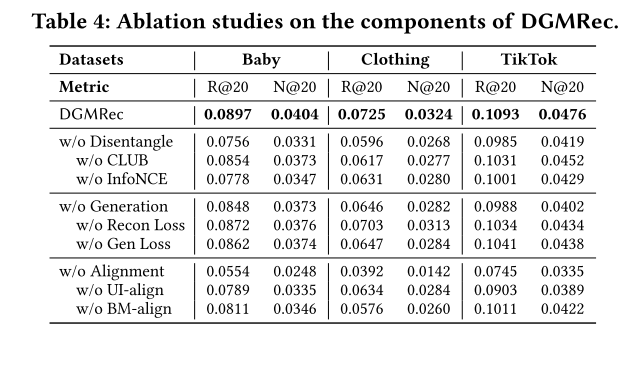 Table 4: Ablation studies on the components of DGMRec.
Datasets Baby Clothing TikTok
Metric R@20 N@20 R@20 N@20 R@20 N@20
DGMRec 0.0897 0.0404 0.0725 0.0324 0.1093 0.0476
w/o Disentangle 0.0756 0.0331 0.0596 0.0268 0.0985 0.0419
w/o CLUB 0.0854 0.0373 0.0617 0.0277 0.1031 0.0452
w/o InfoNCE 0.0778 0.0347 0.0631 0.0280 0.1001 0.0429
w/o Generation 0.0848 0.0373 0.0646 0.0282 0.0988 0.0402
w/o Recon Loss 0.0872 0.0376 0.0703 0.0313 0.1034 0.0434
w/o Gen Loss 0.0862 0.0374 0.0647 0.0284 0.1041 0.0438
w/o Alignment 0.0554 0.0248 0.0392 0.0142 0.0745 0.0335
w/o UI-align 0.0789 0.0335 0.0634 0.0284 0.0903 0.0389
w/o BM-align 0.0811 0.0346 0.0576 0.0260 0.1011 0.0422